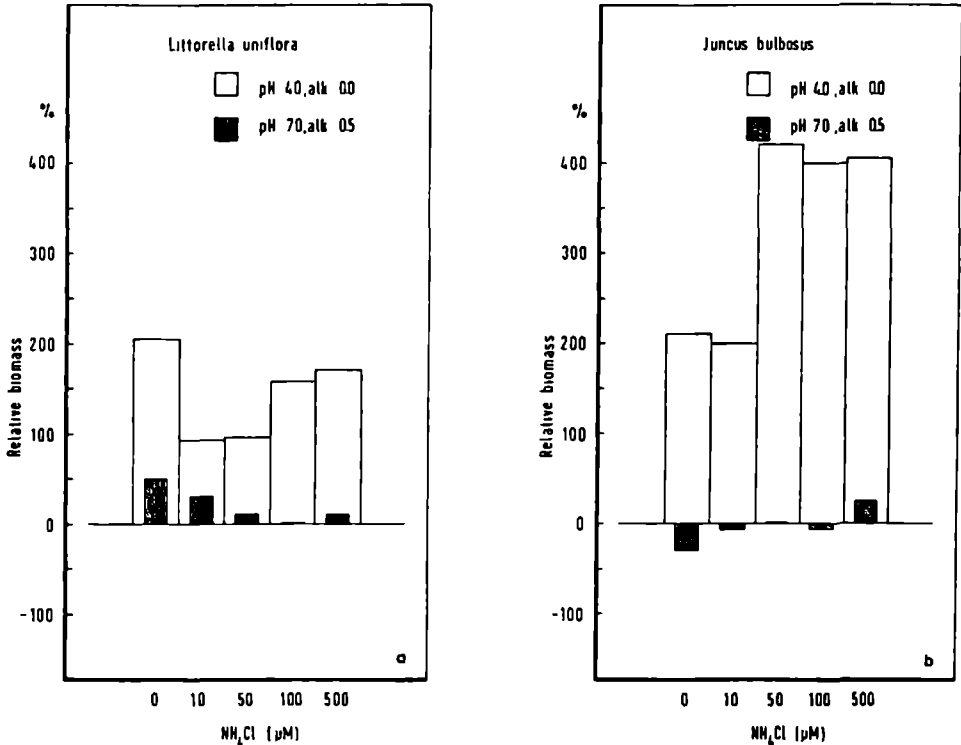 Littorella uniflora
pH 4.0, alk 0.0
pH 7.0, alk 0.5
%
400
300
200
100
0
-100
Relative biomass
a
0 10 50 100 500
NH₄Cl (µM)
Juncus bulbosus
pH 4.0, alk 0.0
pH 7.0, alk 0.5
%
400
300
200
100
0
-100
Relative biomass
b
0 10 50 100 500
NH₄Cl (µM)